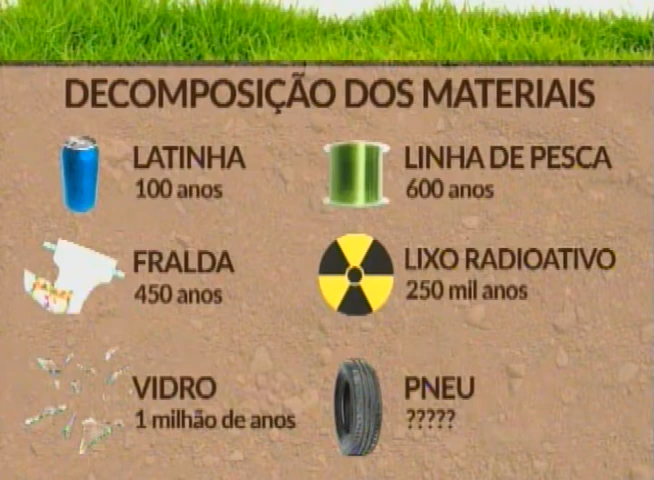 DECOMPOSIÇÃO DOS MATERIAIS
LATINHA
100 anos
LINHA DE PESCA
600 anos
FRALDA
450 anos
LIXO RADIOATIVO
250 mil anos
VIDRO
1 milhão de anos
PNEU
?????